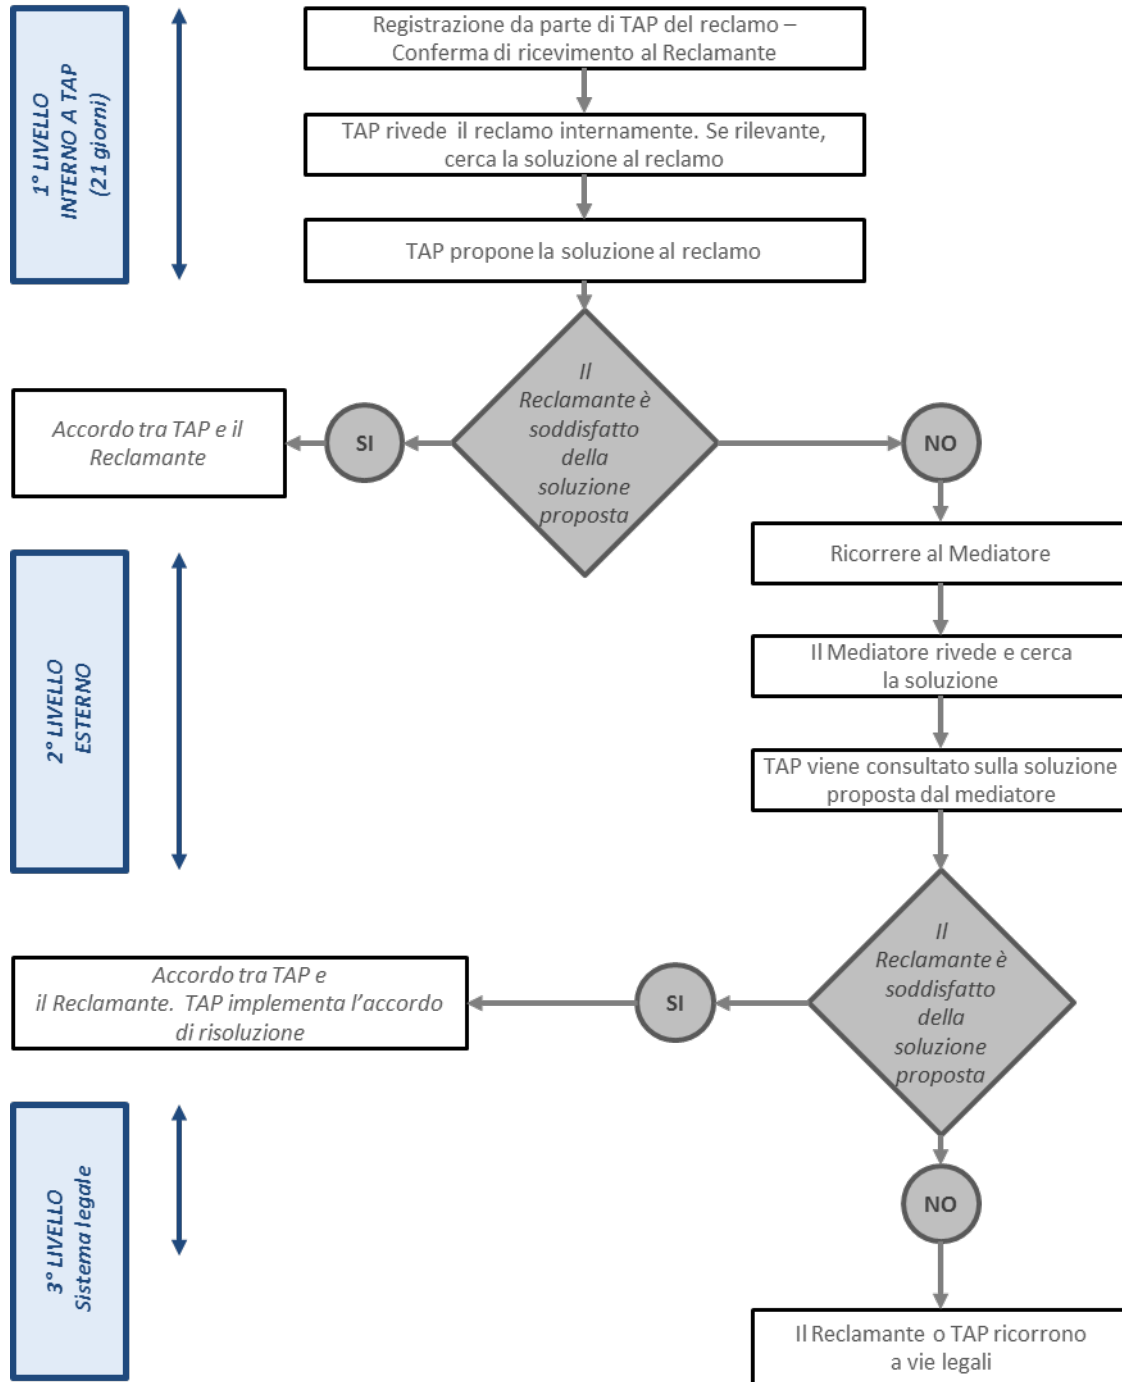 1° LIVELLO
INTERNO A TAP
(21 giorni)
Registrazione da parte di TAP del reclamo –
Conferma di ricevimento al Reclamante
TAP rivede il reclamo internamente. Se rilevante,
cerca la soluzione al reclamo
TAP propone la soluzione al reclamo
Il
Reclamante è
soddisfatto
della
soluzione
proposta
SI
Accordo tra TAP e il
Reclamante
NO
2° LIVELLO
ESTERNO
Ricorrere al Mediatore
Il Mediatore rivede e cerca
la soluzione
TAP viene consultato sulla soluzione
proposta dal mediatore
Il
Reclamante è
soddisfatto
della
soluzione
proposta
SI
Accordo tra TAP e
il Reclamante. TAP implementa l’accordo
di risoluzione
3° LIVELLO
Sistema legale
NO
Il Reclamante o TAP ricorrono
a vie legali